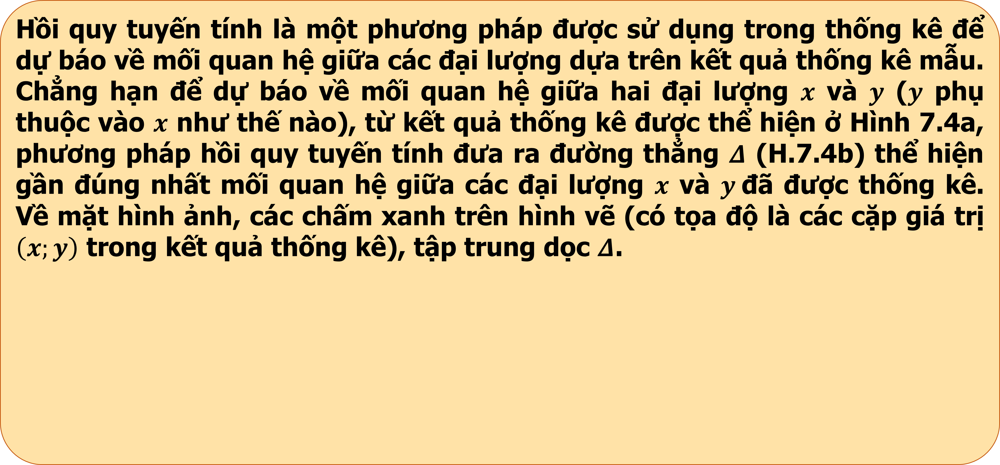 Hồi quy tuyến tính là một phương pháp được sử dụng trong thống kê để
dự báo về mối quan hệ giữa các đại lượng dựa trên kết quả thống kê mẫu.
Chẳng hạn để dự báo về mối quan hệ giữa hai đại lượng x và y (y phụ
thuộc vào x như thế nào), từ kết quả thống kê được thể hiện ở Hình 7.4a,
phương pháp hồi quy tuyến tính đưa ra đường thẳng Δ (H.7.4b) thể hiện
gần đúng nhất mối quan hệ giữa các đại lượng x và y đã được thống kê.
Về mặt hình ảnh, các chấm xanh trên hình vẽ (có tọa độ là các cặp giá trị
(x; y) trong kết quả thống kê), tập trung dọc Δ.